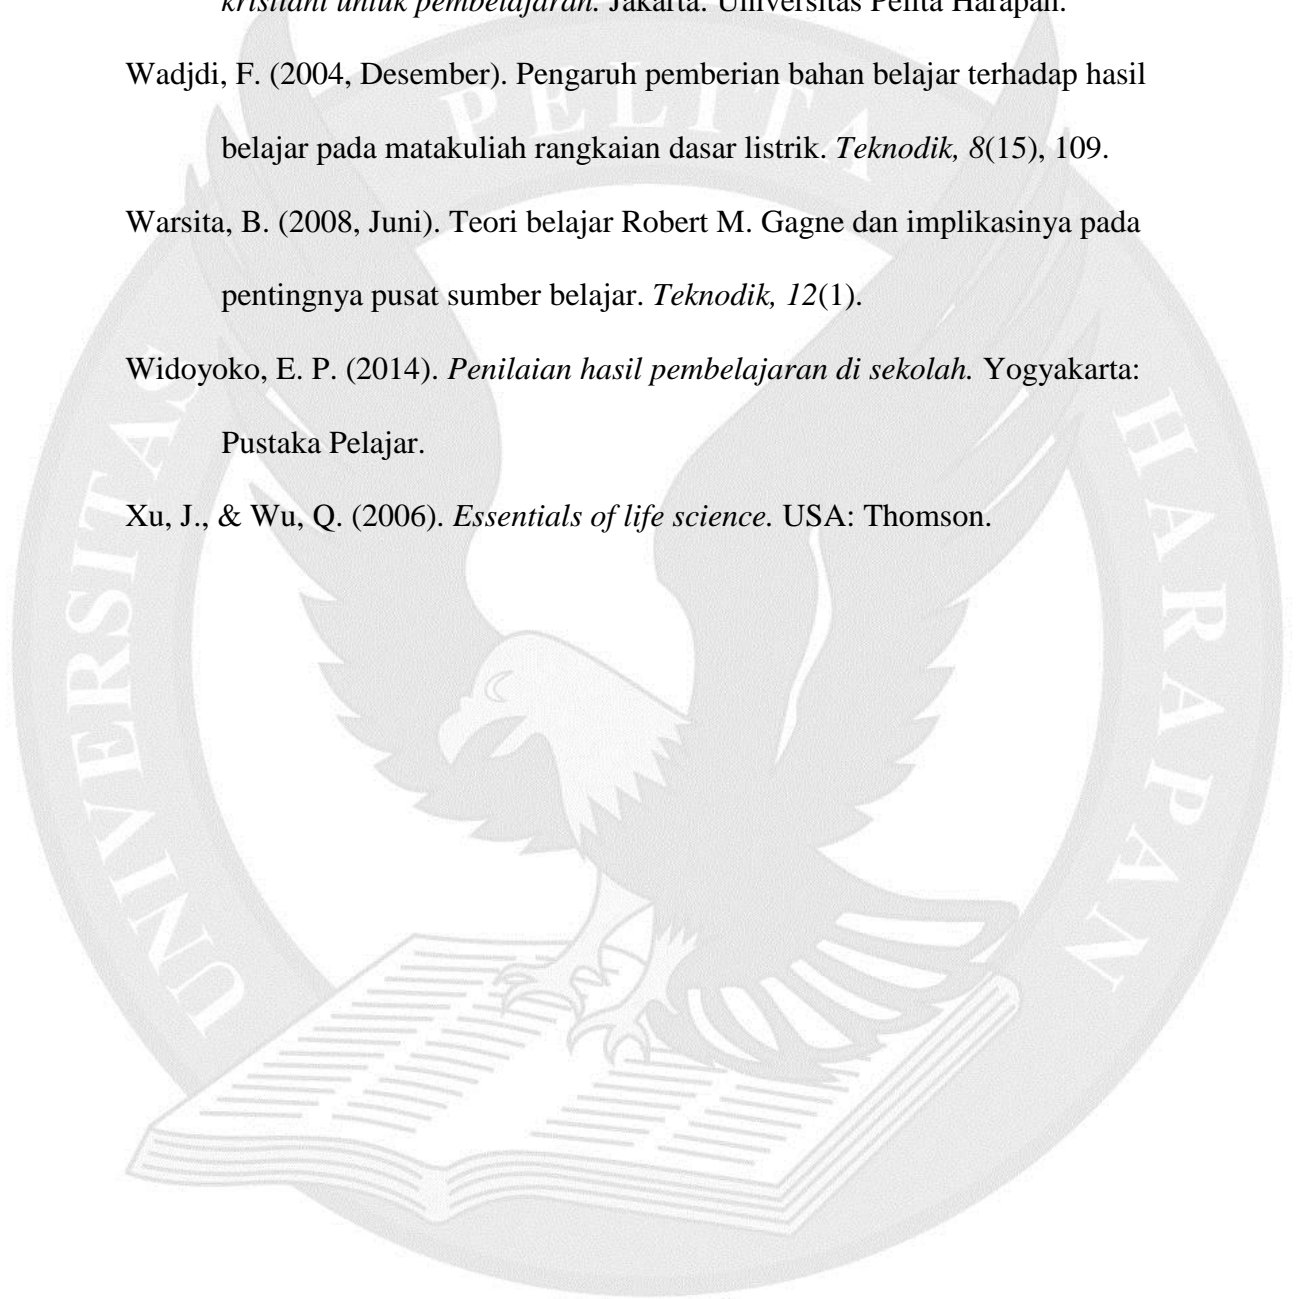 kristiani untuk pembelajaran. Jakarta: Universitas Pelita Harapan.
Wadjdi, F. (2004, Desember). Pengaruh pemberian bahan belajar terhadap hasil
belajar pada matakuliah rangkaian dasar listrik. Teknodik, 8(15), 109.
Warsita, B. (2008, Juni). Teori belajar Robert M. Gagne dan implikasinya pada
pentingnya pusat sumber belajar. Teknodik, 12(1).
Widoyoko, E. P. (2014). Penilaian hasil pembelajaran di sekolah. Yogyakarta:
Pustaka Pelajar.
Xu, J., & Wu, Q. (2006). Essentials of life science. USA: Thomson.
UNIVERSITAS PELITA HARAPAN